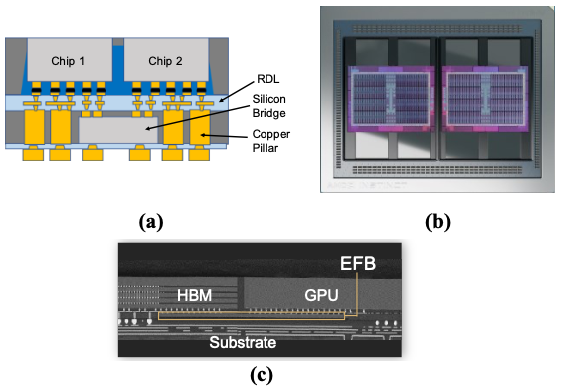 Chip 1
Chip 2
RDL
Silicon
Bridge
Copper
Pillar
(a)
(b)
EFB
HBM
GPU
Substrate
(c)